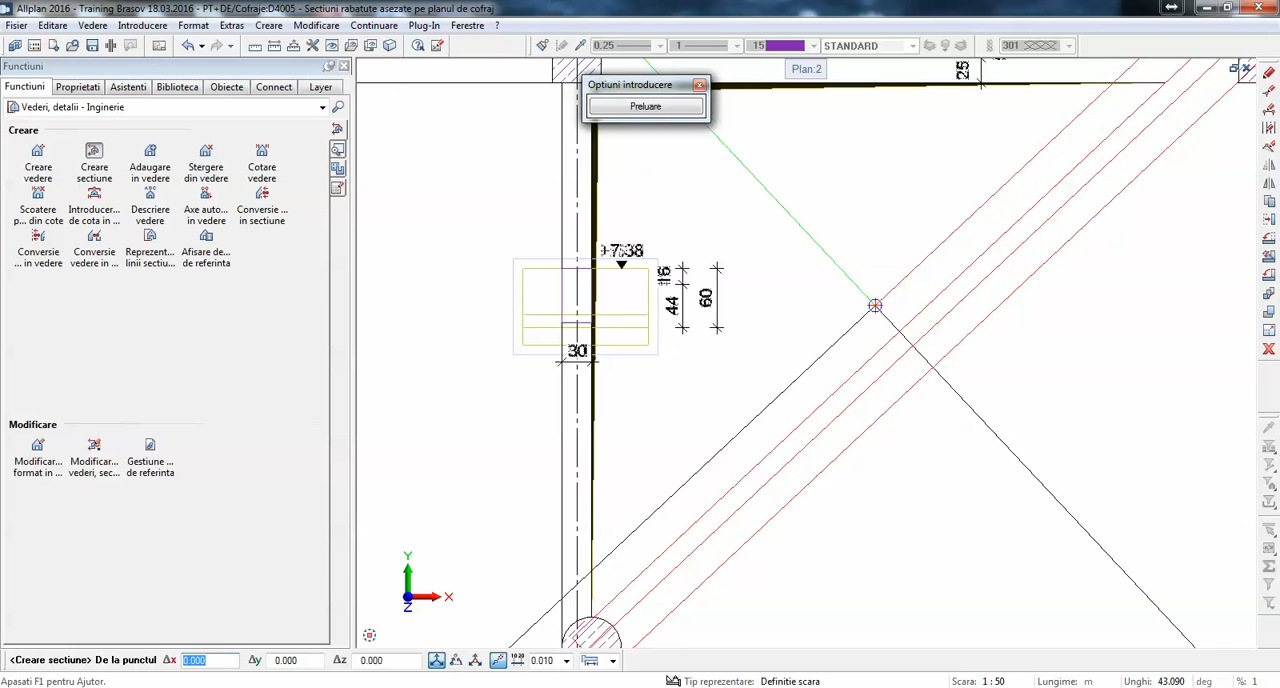 Allplan 2016 - Training Brasov 18.03.2016 - PT+DE/Cofraje:D4005 - Sectiuni rabatute asezate pe planul de cofraj
Fisier Editare Vedere Introducere Format Extras Creare Modificare Continuare Plug-In Ferestre ?
0.25 1 15 STANDARD 301
Functiuni
Functiuni Proprietati Asistenti Biblioteca Obiecte Connect Layer
Vederi, detalii - Inginerie
Creare
Creare vedere
Creare sectiune
Adaugare in vedere
Stergere din vedere
Cotare vedere
Scoatere p... din cote
Introducer... de cota in ...
Descriere vedere
Axe auto... in vedere
Conversie ... in sectiune
Conversie ... in vedere
Conversie vedere in ...
Reprezent... linii sectiu...
Afisare de... de referinta
Modificare
Modificar... format in ...
Modificar... vederi, sec...
Gestiune ... de referinta
Optiuni introducere
Preluare
Plan:2
25
16
44
60
30
Y
X
Z
<Creare sectiune> De la punctul Δx 0.000 Δy 0.000 Δz 0.000 0.010
Apasati F1 pentru Ajutor.
Tip reprezentare: Definitie scara Scara: 1 : 50 Lungime: m Unghi: 43.090 deg %: 1